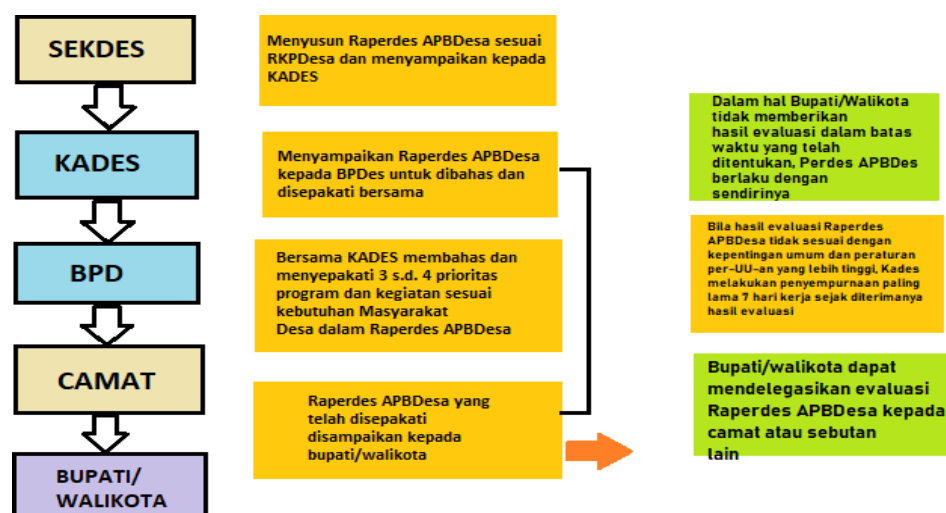 SEKDES
Menyusun Raperdes APBDesa sesuai
RKPDesa dan menyampaikan kepada
KADES
KADES
Menyampaikan Raperdes APBDesa
kepada BPDes untuk dibahas dan
disepakati bersama
BPD
Bersama KADES membahas dan
menyepakati 3 s.d. 4 prioritas
program dan kegiatan sesuai
kebutuhan Masyarakat
Desa dalam Raperdes APBDesa
CAMAT
Raperdes APBDesa yang
telah disepakati
disampaikan kepada
bupati/walikota
BUPATI/
WALIKOTA
Dalam hal Bupati/Walikota
tidak memberikan
hasil evaluasi dalam batas
waktu yang telah
ditentukan, Perdes APBDes
berlaku dengan
sendirinya
Bila hasil evaluasi Raperdes
APBDesa tidak sesuai dengan
kepentingan umum dan peraturan
per-UU-an yang lebih tinggi, Kades
melakukan penyempurnaan paling
lama 7 hari kerja sejak diterimanya
hasil evaluasi
Bupati/walikota dapat
mendelegasikan evaluasi
Raperdes APBDesa kepada
camat atau sebutan
lain